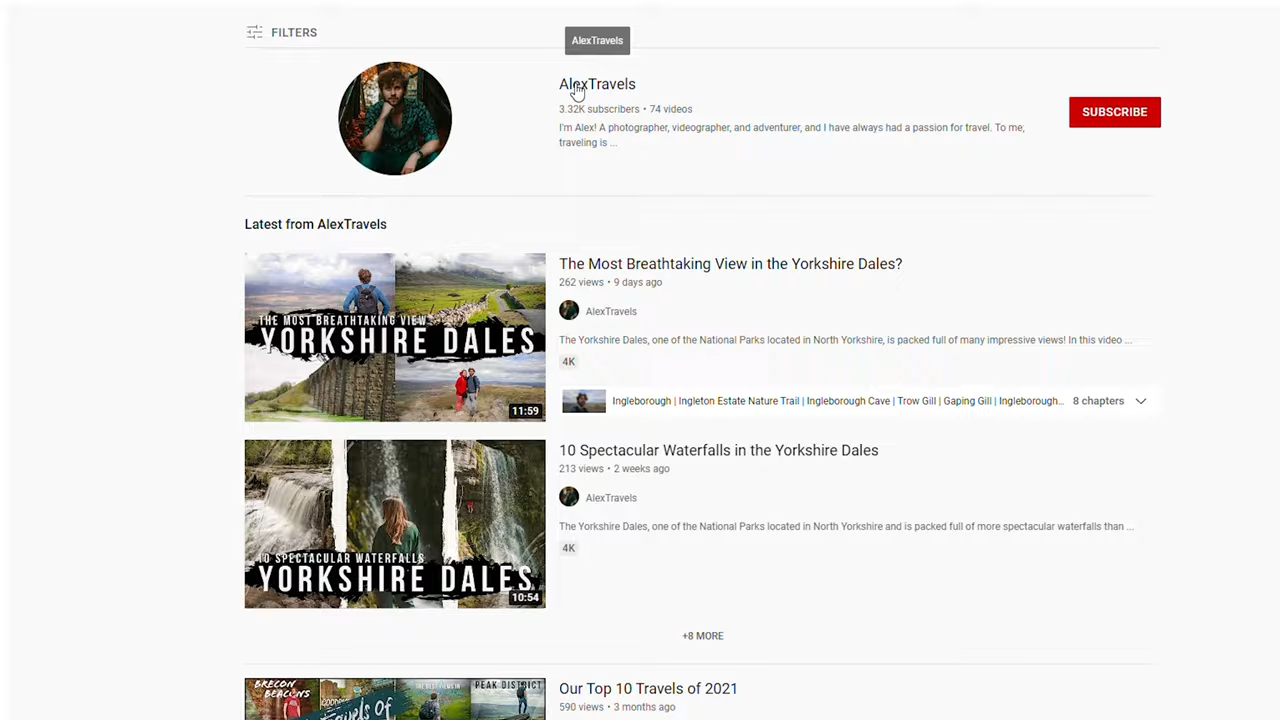 FILTERS
AlexTravels
AlexTravels
3.32K subscribers • 74 videos
SUBSCRIBE
I'm Alex! A photographer, videographer, and adventurer, and I have always had a passion for travel. To me,
traveling is ...
Latest from AlexTravels
THE MOST BREATHTAKING VIEW
YORKSHIRE DALES
11:59
The Most Breathtaking View in the Yorkshire Dales?
262 views • 9 days ago
AlexTravels
The Yorkshire Dales, one of the National Parks located in North Yorkshire, is packed full of many impressive views! In this video ...
4K
Ingleborough | Ingleton Estate Nature Trail | Ingleborough Cave | Trow Gill | Gaping Gill | Ingleborough... 8 chapters
10 SPECTACULAR WATERFALLS
YORKSHIRE DALES
10:54
10 Spectacular Waterfalls in the Yorkshire Dales
213 views • 2 weeks ago
AlexTravels
The Yorkshire Dales, one of the National Parks located in North Yorkshire and is packed full of more spectacular waterfalls than ...
4K
+8 MORE
BRECON
BEACONS
PEAK DISTRICT
Travels of
Our Top 10 Travels of 2021
590 views • 3 months ago